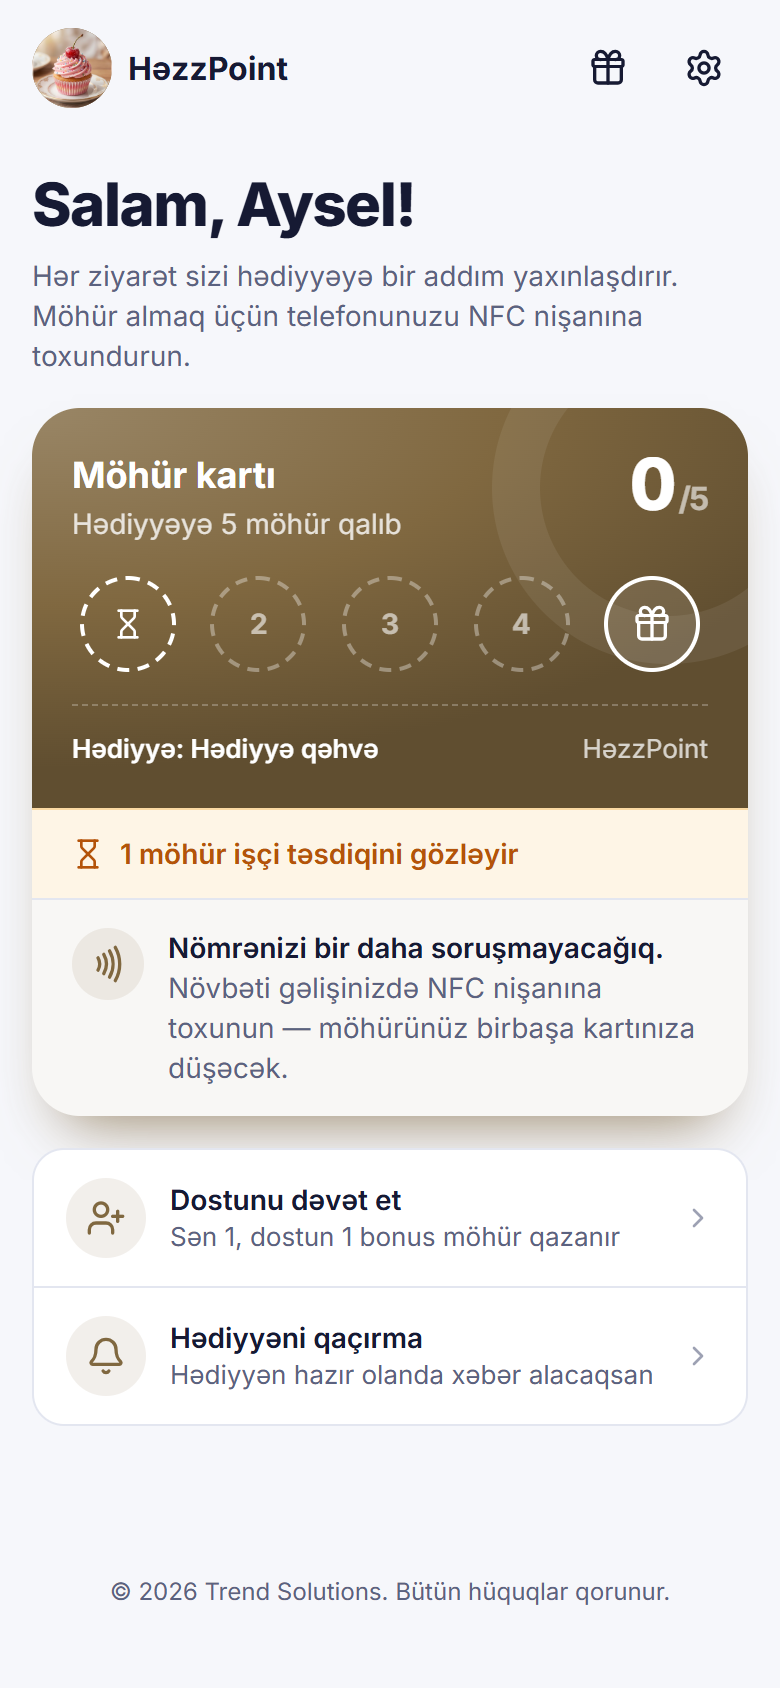 HəzzPoint
Salam, Aysel!
Hər ziyarət sizi hədiyyəyə bir addım yaxınlaşdırır.
Möhür almaq üçün telefonunuzu NFC nişanına
toxundurun.
Möhür kartı
0/5
Hədiyyəyə 5 möhür qalıb
2 3 4
Hədiyyə: Hədiyyə qəhvə
HəzzPoint
1 möhür işçi təsdiqini gözləyir
Nömrənizi bir daha soruşmayacağıq.
Növbəti gəlişinizdə NFC nişanına
toxunun — möhürünüz birbaşa kartınıza
düşəcək.
Dostunu dəvət et
Sən 1, dostun 1 bonus möhür qazanır
Hədiyyəni qaçırma
Hədiyyən hazır olanda xəbər alacaqsan
© 2026 Trend Solutions. Bütün hüquqlar qorunur.